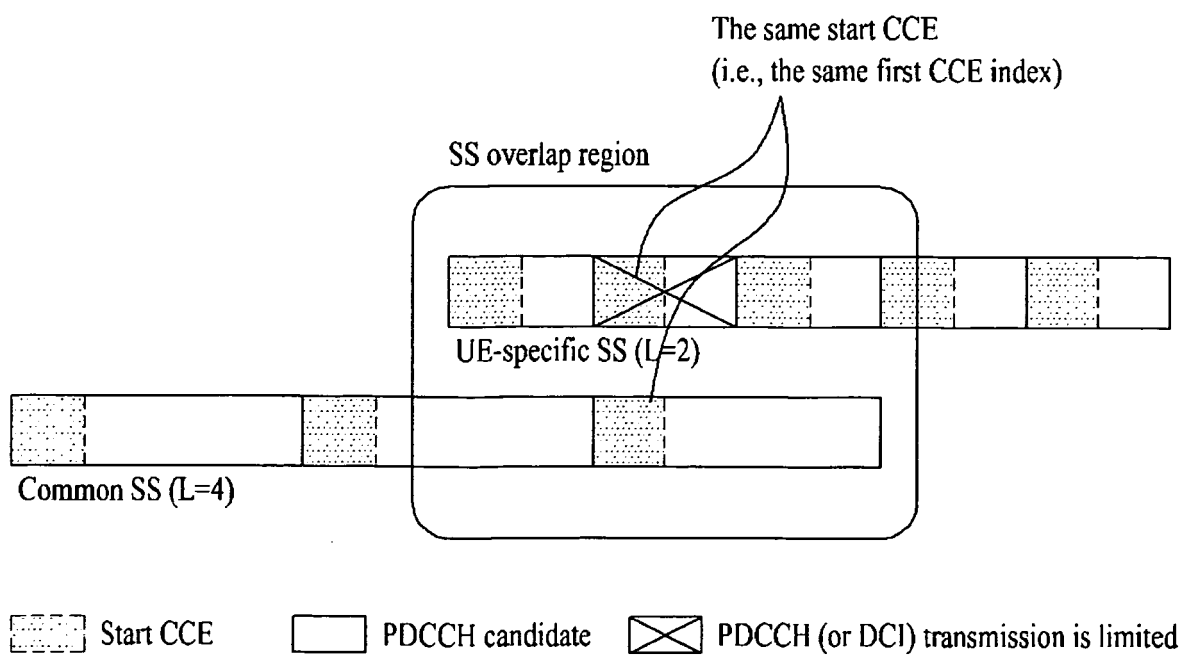 The same start CCE
(i.e., the same first CCE index)
SS overlap region
UE-specific SS (L=2)
Common SS (L=4)
Start CCE
PDCCH candidate
PDCCH (or DCI) transmission is limited